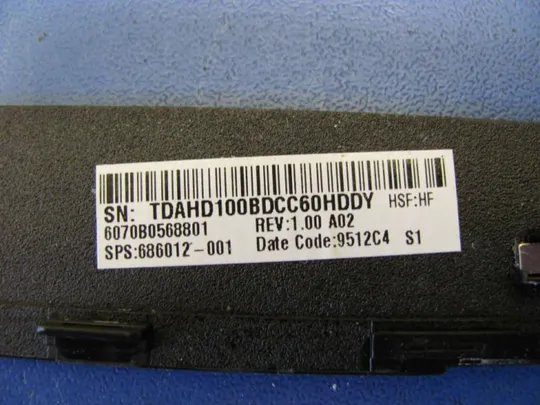 SN: TDAHD100BDCC60HDDY HSF:HF
6070B0568801 REV:1.00 A02
SPS:686012-001 Date Code:9512C4 S1